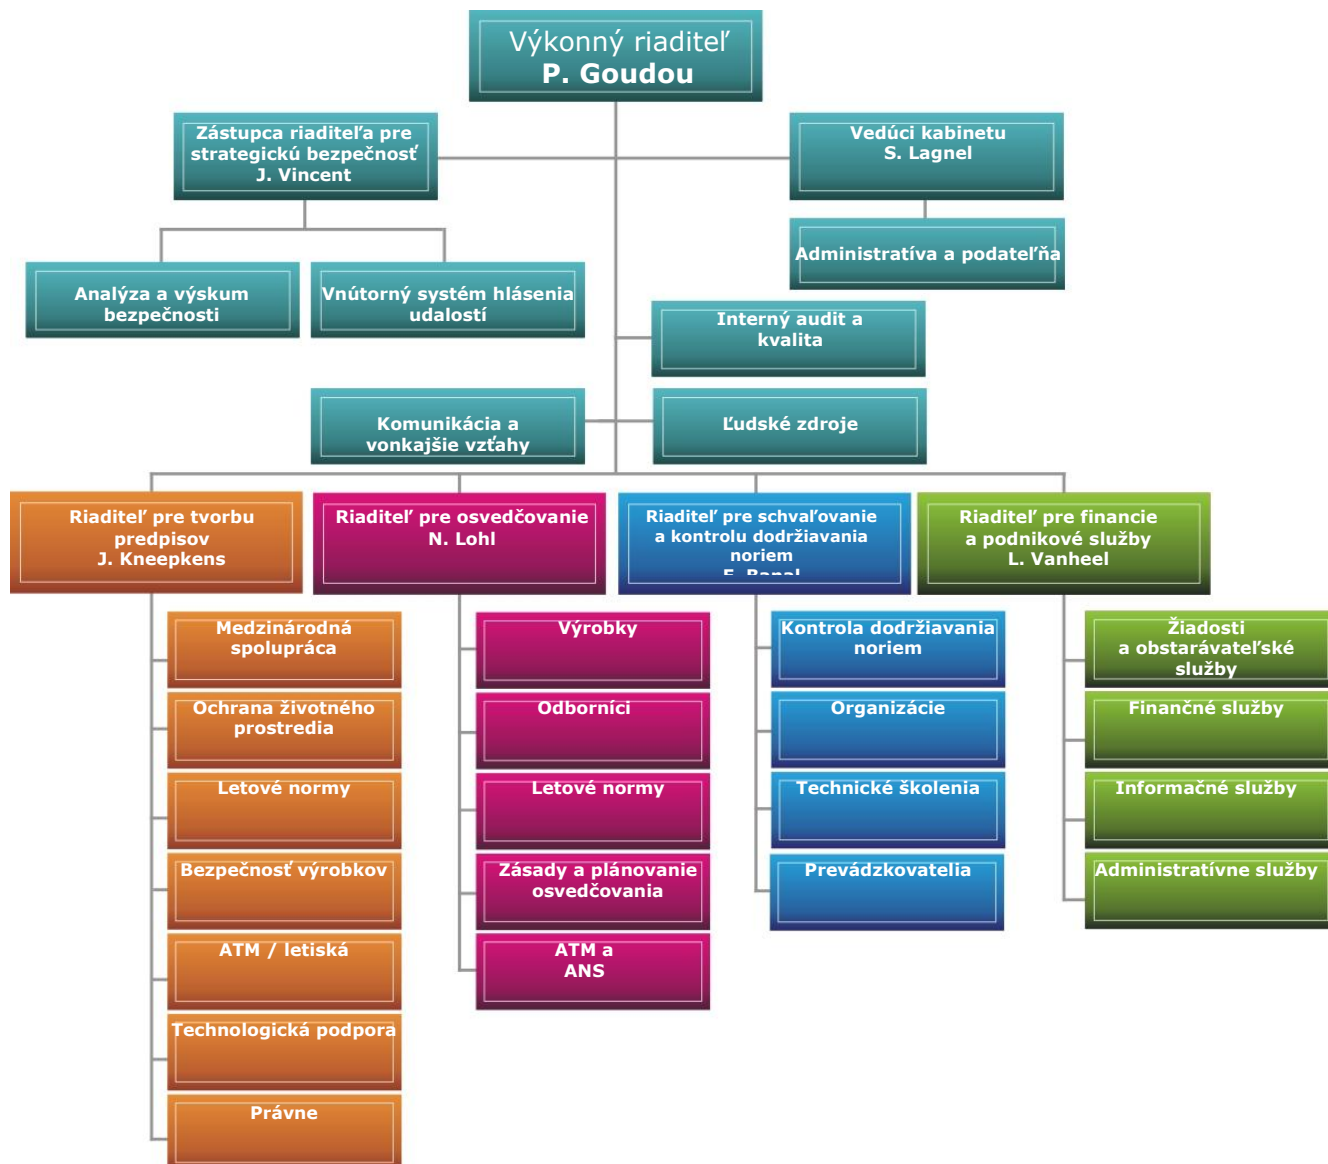 Výkonný riaditeľ
P. Goudou
Zástupca riaditeľa pre
strategickú bezpečnosť
J. Vincent
Vedúci kabinetu
S. Lagnel
Administratíva a podateľňa
Analýza a výskum
bezpečnosti
Vnútorný systém hlásenia
udalostí
Interný audit a
kvalita
Komunikácia a
vonkajšie vzťahy
Ľudské zdroje
Riaditeľ pre tvorbu
predpisov
J. Kneepkens
Riaditeľ pre osvedčovanie
N. Lohl
Riaditeľ pre schvaľovanie
a kontrolu dodržiavania
noriem
Riaditeľ pre financie
a podnikové služby
L. Vanheel
Medzinárodná
spolupráca
Ochrana životného
prostredia
Letové normy
Bezpečnosť výrobkov
ATM / letiská
Technologická podpora
Právne
Výrobky
Odborníci
Letové normy
Zásady a plánovanie
osvedčovania
ATM a
ANS
Kontrola dodržiavania
noriem
Organizácie
Technické školenia
Prevádzkovatelia
Žiadosti
a obstarávateľské
služby
Finančné služby
Informačné služby
Administratívne služby